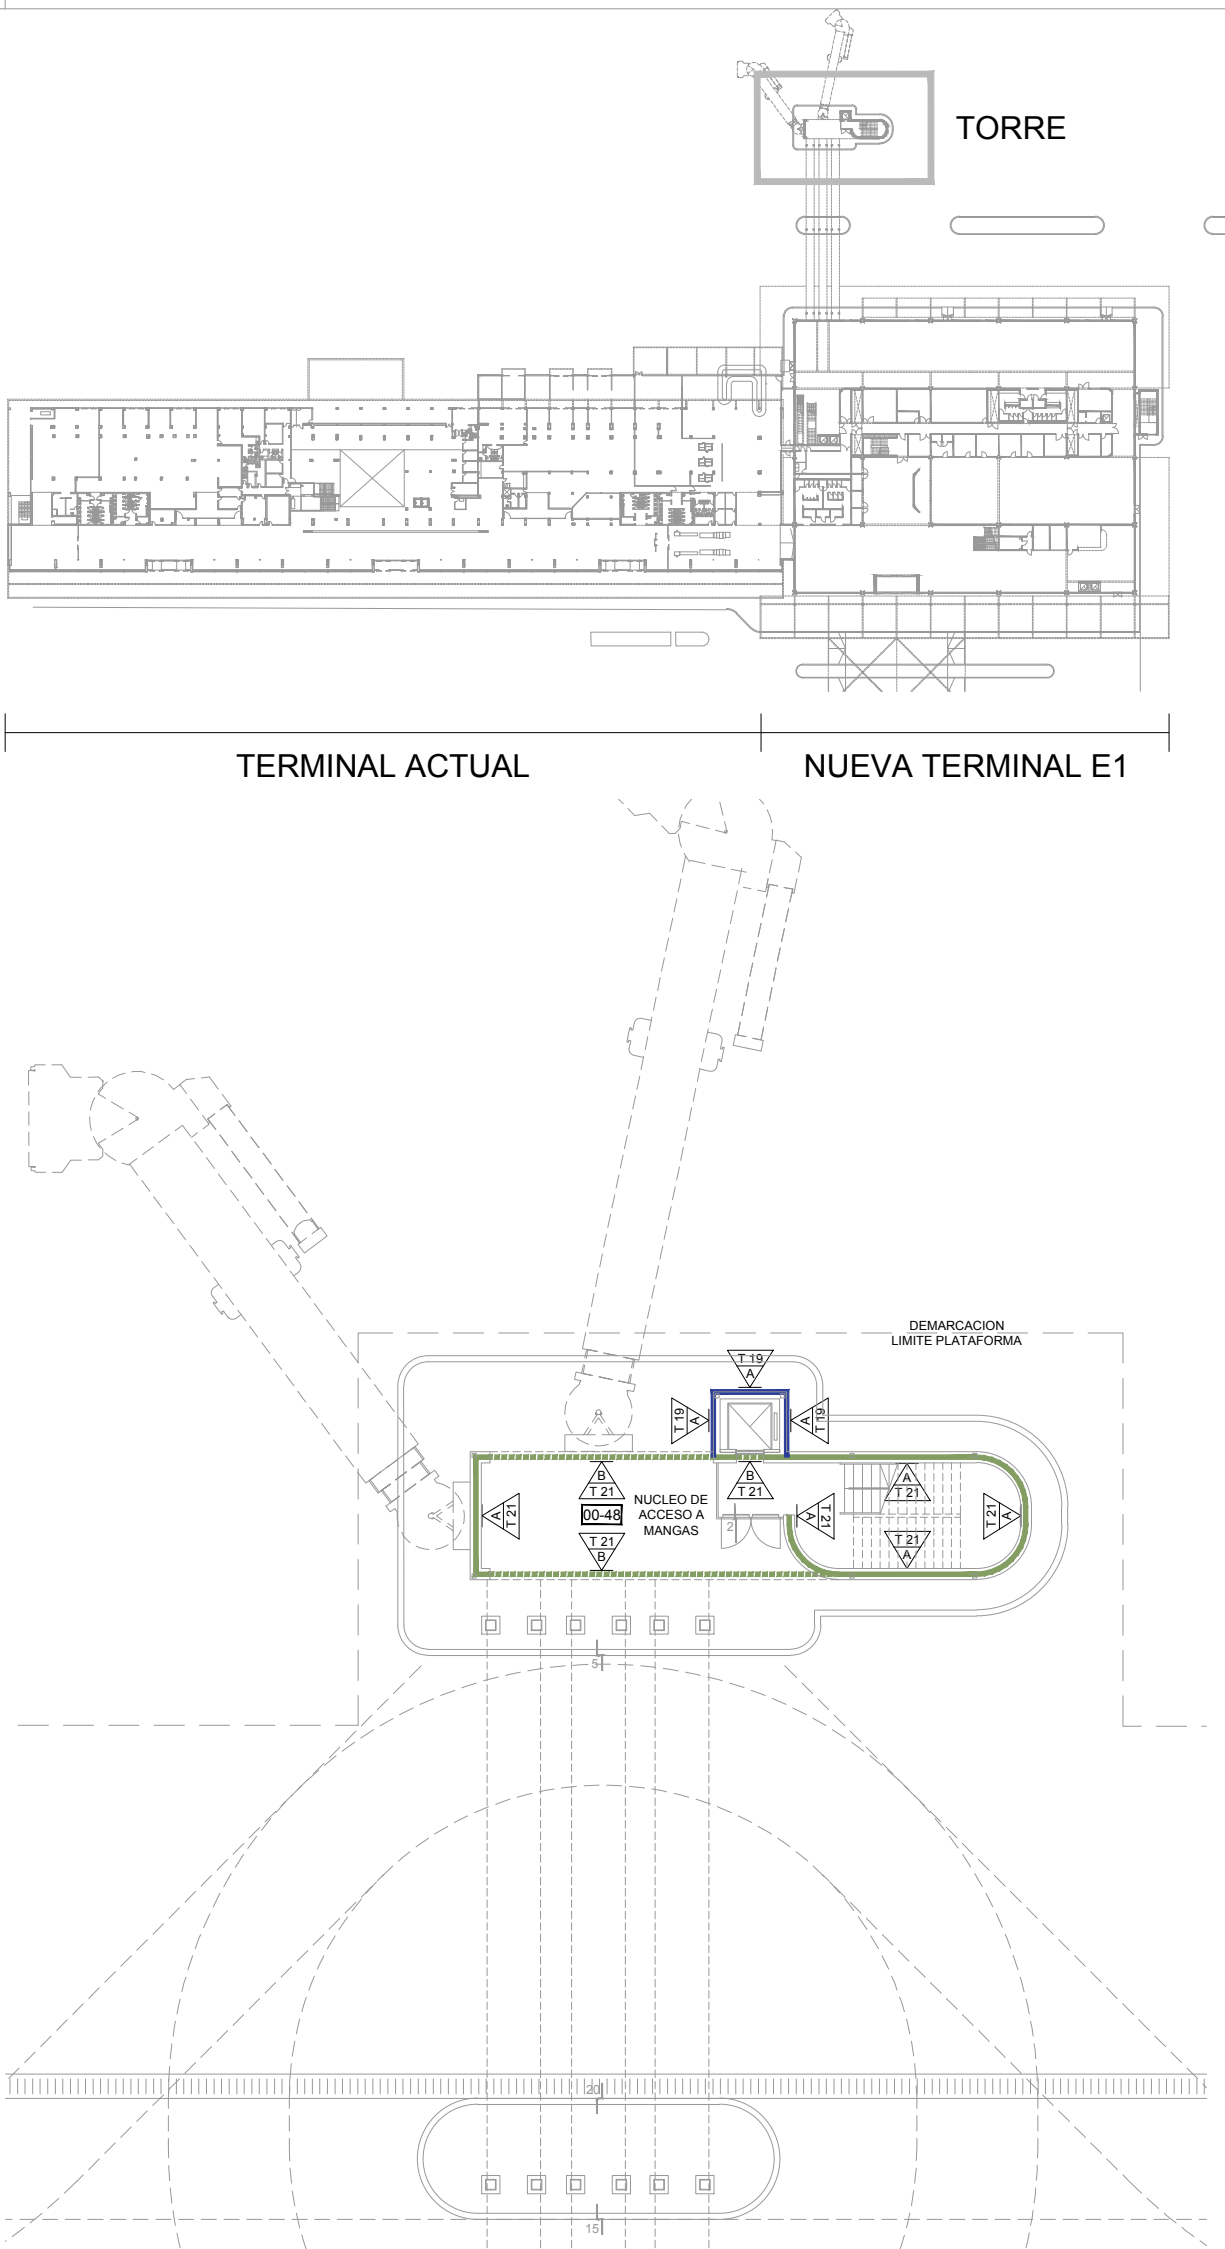 TORRE
TERMINAL ACTUAL
NUEVA TERMINAL E1
DEMARCACION
LIMITE PLATAFORMA
T 19
A
T 19
A
A
T 19
B
T 21
B
T 21
A
T 21
NUCLEO DE
ACCESO A
MANGAS
00-48
2
A
T 21
A
T 21
A
T 21
T 21
B
T 21
A
5
20
15